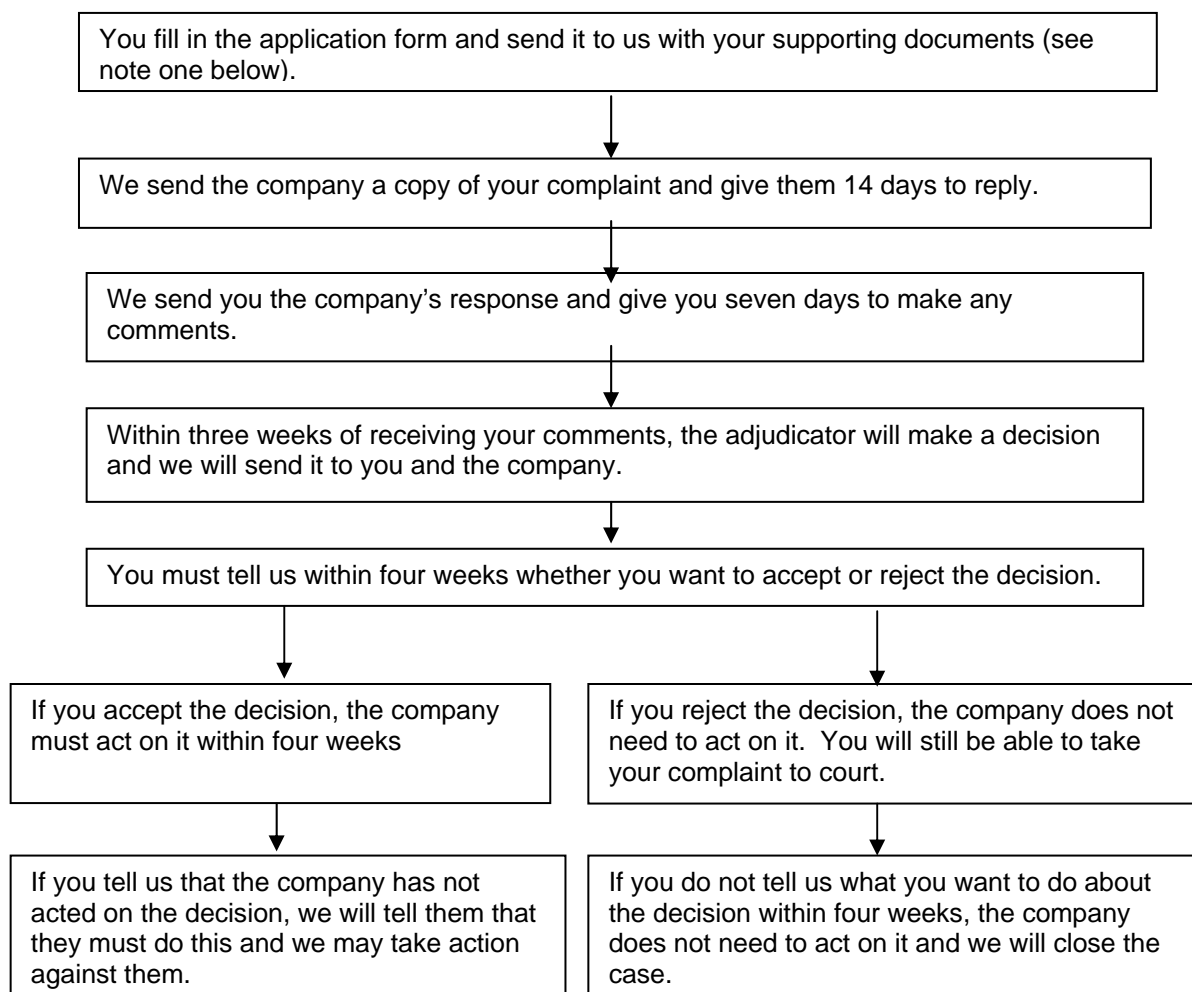 You fill in the application form and send it to us with your supporting documents (see
note one below).
We send the company a copy of your complaint and give them 14 days to reply.
We send you the company’s response and give you seven days to make any
comments.
Within three weeks of receiving your comments, the adjudicator will make a decision
and we will send it to you and the company.
You must tell us within four weeks whether you want to accept or reject the decision.
If you accept the decision, the company
must act on it within four weeks
If you reject the decision, the company does not
need to act on it.  You will still be able to take
your complaint to court.
If you tell us that the company has not
acted on the decision, we will tell them that
they must do this and we may take action
against them.
If you do not tell us what you want to do about
the decision within four weeks, the company
does not need to act on it and we will close the
case.